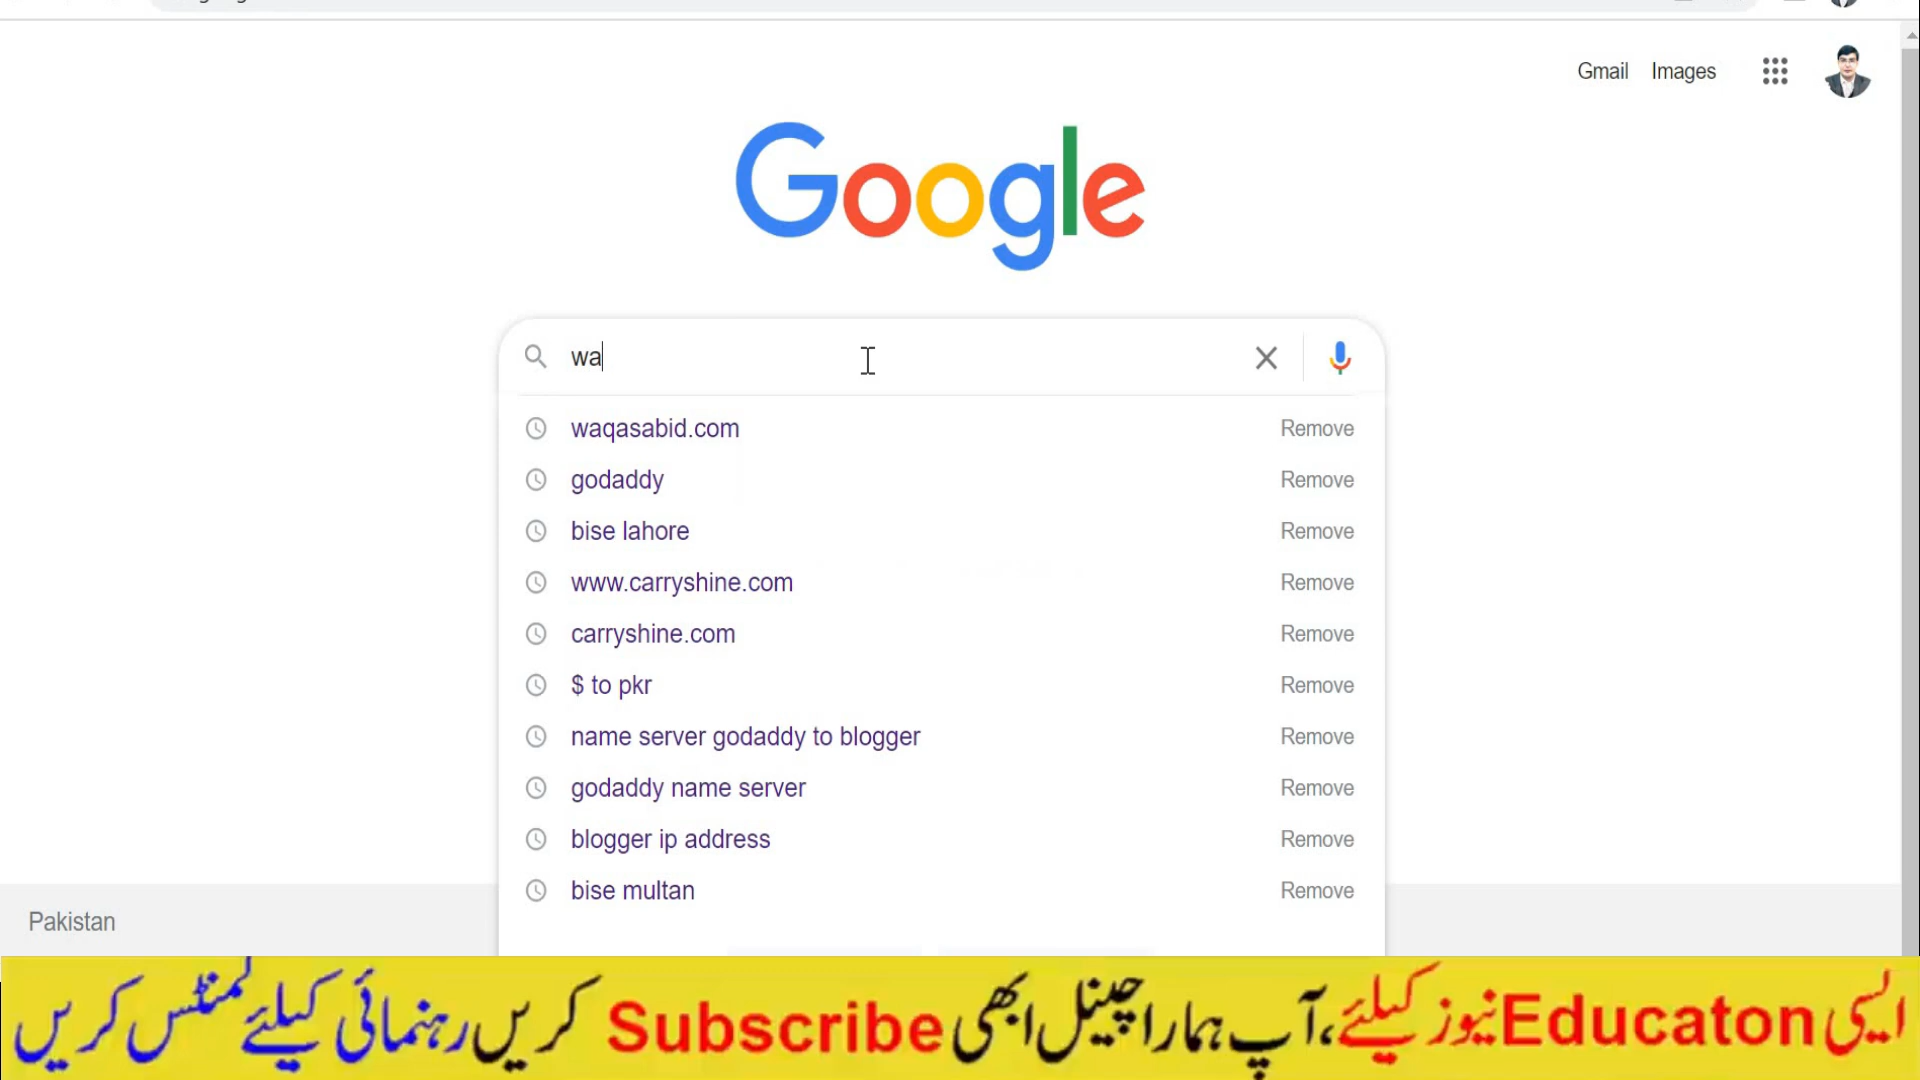 Gmail Images
Google
wa
waqasabid.com Remove
godaddy Remove
bise lahore Remove
www.carryshine.com Remove
carryshine.com Remove
$ to pkr Remove
name server godaddy to blogger Remove
godaddy name server Remove
blogger ip address Remove
bise multan Remove
Pakistan
ایسی Educatonنیوز کیلئے، آپ ہمارا چینل ابھی Subscribe کریں رہنمائی کیلئے کمنٹس کریں